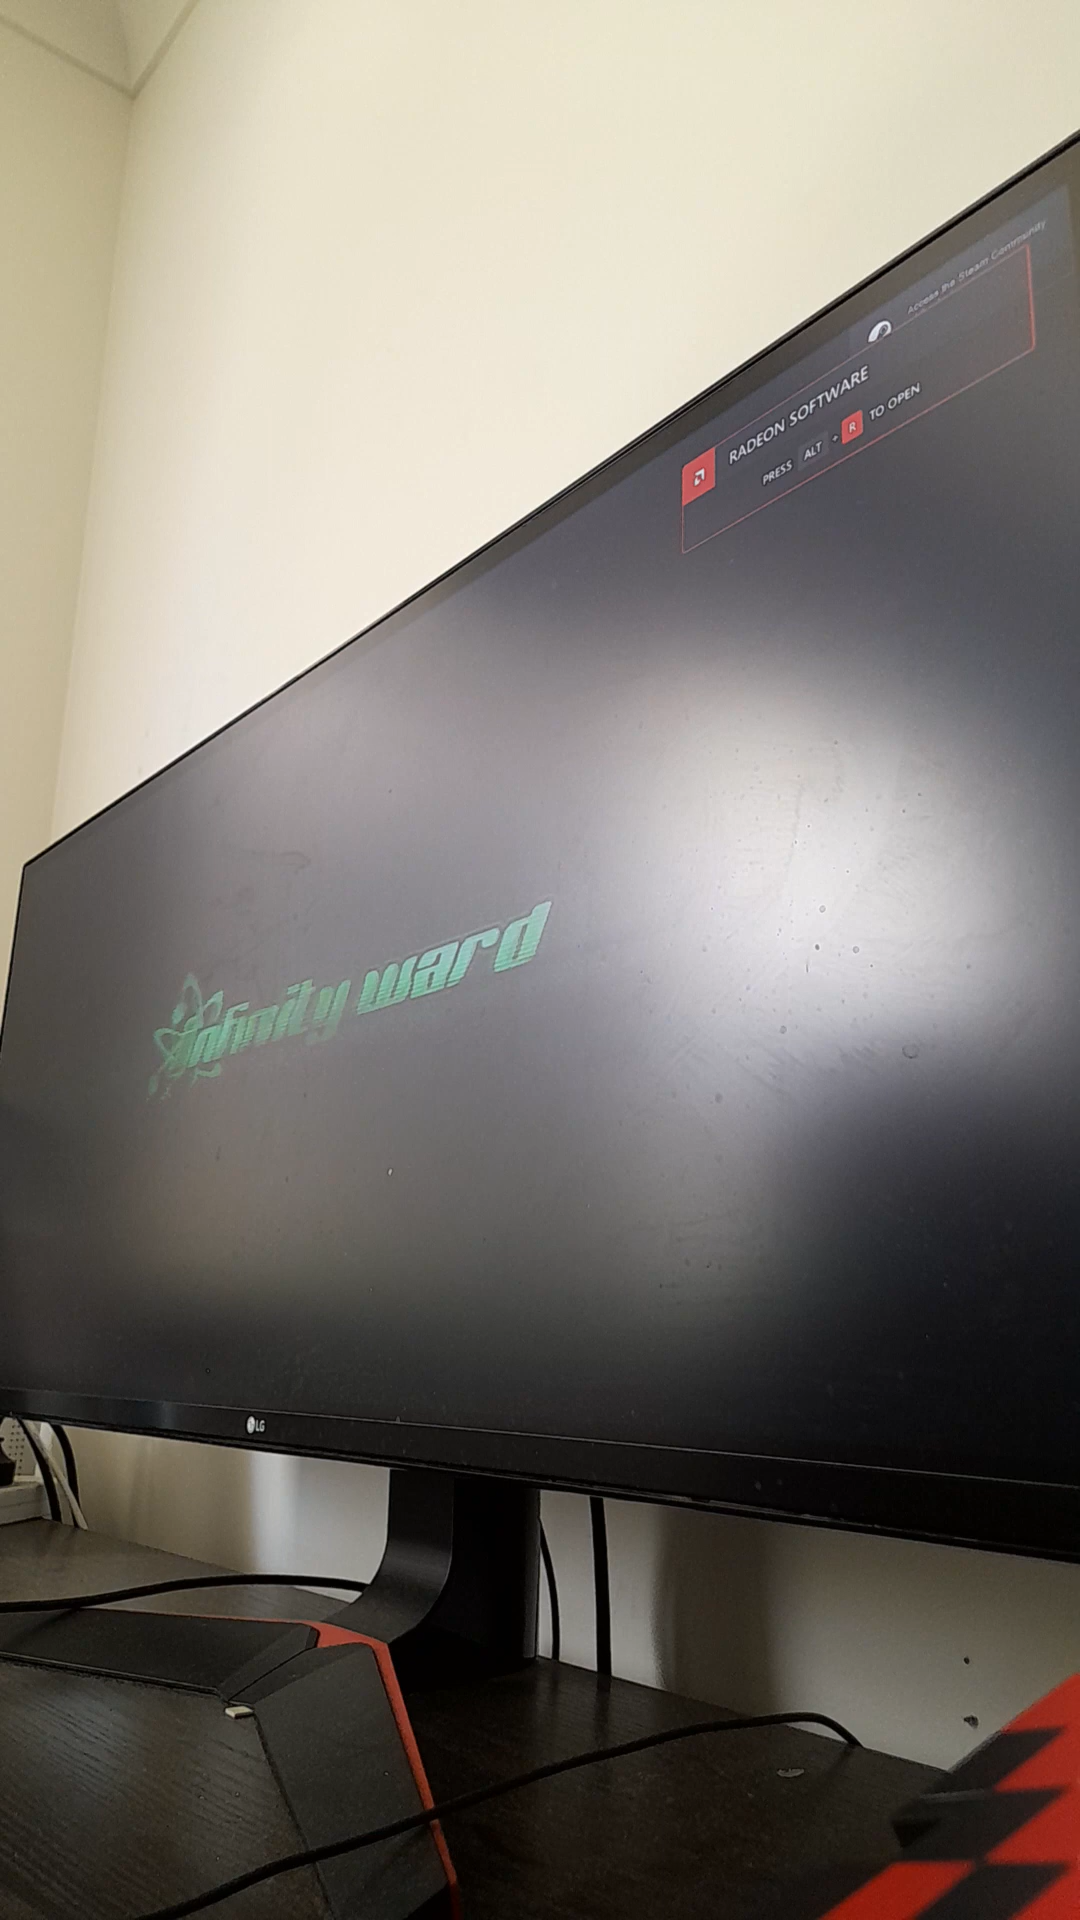 Access the Steam Community
RADEON SOFTWARE
PRESS ALT + R TO OPEN
infinity ward
LG